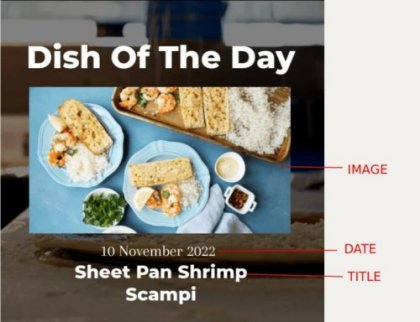 Dish Of The Day
IMAGE
10 November 2022
DATE
Sheet Pan Shrimp
Scampi
TITLE